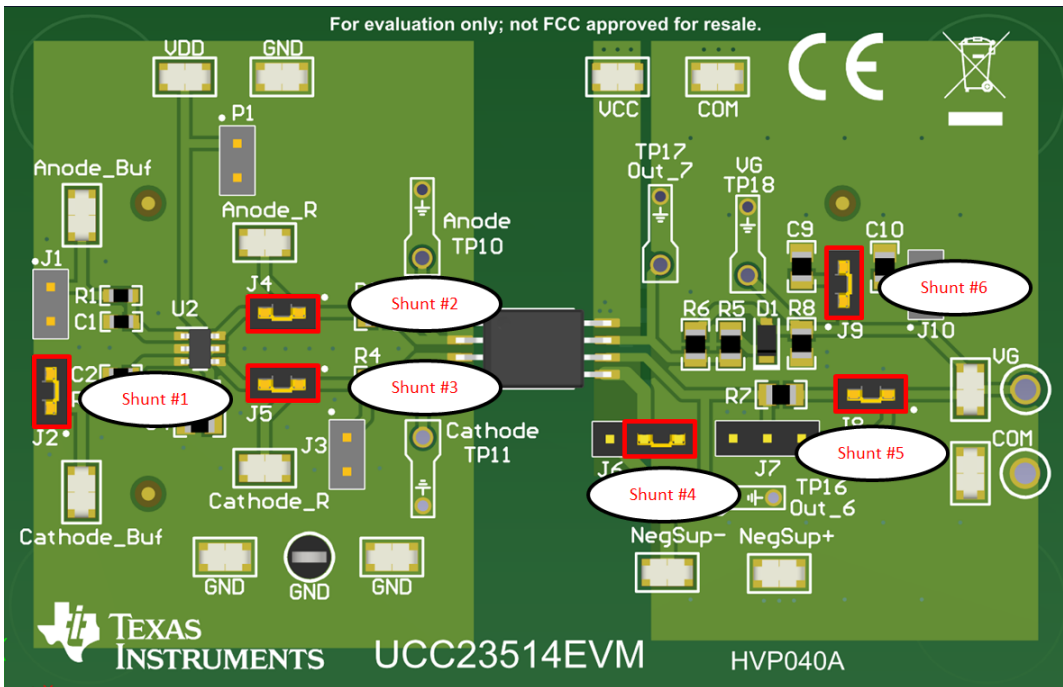 For evaluation only; not FCC approved for resale.
VDD
GND
VCC
COM
P1
Anode_Buf
Anode_R
Anode
TP10
TP17
Out_7
VG
TP18
C9
C10
J1
R1
C1
U2
J4
Shunt #2
Shunt #6
J9
J10
R6
R5
D1
R8
C2
Shunt #1
J2
J5
R4
Shunt #3
R7
VG
J3
Cathode
TP11
J6
J7
J8
Shunt #5
COM
Cathode_R
Shunt #4
TP16
Out_6
Cathode_Buf
NegSup-
NegSup+
GND
GND
GND
TEXAS
INSTRUMENTS
UCC23514EVM
HVP040A